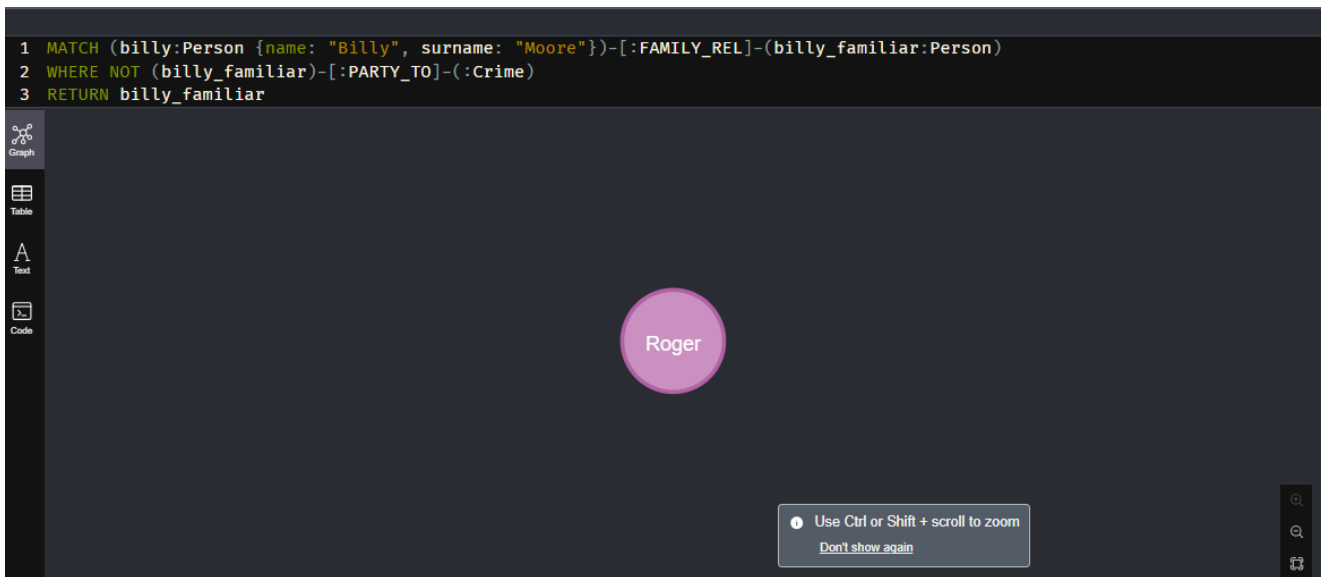 1 MATCH (billy:Person {name: "Billy", surname: "Moore"})-[:FAMILY_REL]-(billy_familiar:Person)
2 WHERE NOT (billy_familiar)-[:PARTY_TO]-(:Crime)
3 RETURN billy_familiar
Graph
Table
A
Text
>_
Code
Roger
Use Ctrl or Shift + scroll to zoom
Don't show again